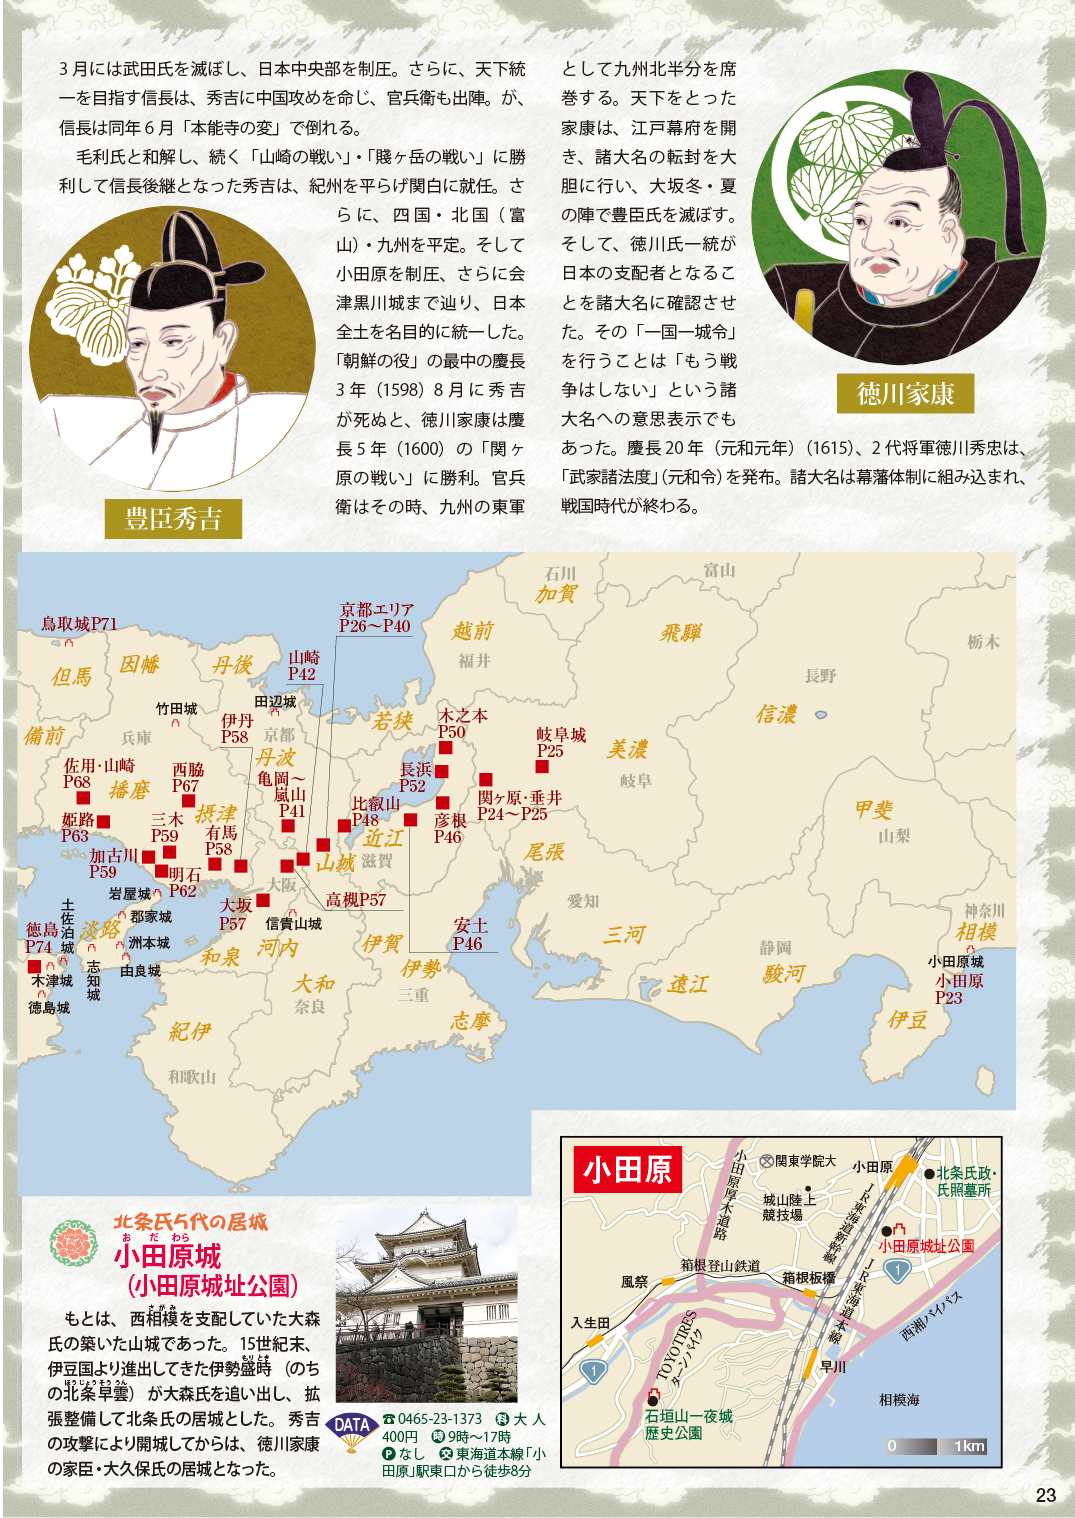 3月には武田氏を滅ぼし、日本中央部を制圧。さらに、天下統
一を目指す信長は、秀吉に中国攻めを命じ、官兵衛も出陣。が、
信長は同年6月「本能寺の変」で倒れる。
毛利氏と和解し、続く「山崎の戦い」・「賤ヶ岳の戦い」に勝
利して信長後継となった秀吉は、紀州を平らげ関白に就任。さ
らに、四国・北国（富
山）・九州を平定。そして
小田原を制圧、さらに会
津黒川城まで辿り、日本
全土を名目的に統一した。
「朝鮮の役」の最中の慶長
3年（1598）8月に秀吉
が死ぬと、徳川家康は慶
長5年（1600）の「関ヶ
原の戦い」に勝利。官兵
衛はその時、九州の東軍
豊臣秀吉
として九州北半分を席
巻する。天下をとった
家康は、江戸幕府を開
き、諸大名の転封を大
胆に行い、大坂冬・夏
の陣で豊臣氏を滅ぼす。
そして、徳川氏一統が
日本の支配者となるこ
とを諸大名に確認させ
た。その「一国一城令」
を行うことは「もう戦
争はしない」という諸
大名への意思表示でも
あった。慶長20年（元和元年）（1615）、2代将軍徳川秀忠は、
「武家諸法度」（元和令）を発布。諸大名は幕藩体制に組み込まれ、
戦国時代が終わる。
徳川家康
鳥取城P71
京都エリア
P26～P40
山崎
P42
石川
加賀
富山
越前
福井
飛騨
栃木
長野
信濃
但馬
因幡
丹後
竹田城
田辺城
若狭
備前
兵庫
伊丹
P58
京都
丹波
木之本
P50
岐阜城
P25
美濃
岐阜
佐用・山崎
P68
播磨
西脇
P67
亀岡～
嵐山
P41
長浜
P52
関ヶ原・垂井
P24～P25
姫路
P63
摂津
三木
P59
有馬
P58
比叡山
P48
近江
彦根
P46
甲斐
山梨
加古川
P59
明石
P62
山城
滋賀
尾張
岩屋城
大阪
高槻P57
愛知
土佐泊城
郡家城
大坂
P57
信貴山城
安土
P46
神奈川
相模
徳島
P74
淡路
洲本城
和泉
河内
伊賀
三河
静岡
小田原城
木津城
志知城
由良城
大和
奈良
伊勢
三重
遠江
駿河
小田原
P23
徳島城
紀伊
志摩
伊豆
和歌山
北条氏5代の居城
おだわら
小田原城
（小田原城址公園）
もとは、西相模を支配していた大森
さがみ
氏の築いた山城であった。15世紀末、
伊豆国より進出してきた伊勢盛時（のち
もりとき
の北条早雲）が大森氏を追い出し、拡
ほうじょうそううん
張整備して北条氏の居城とした。秀吉
の攻撃により開城してからは、徳川家康
の家臣・大久保氏の居城となった。
DATA
☎0465-23-1373 料大人
400円 時9時～17時
Pなし 交東海道本線「小
田原」駅東口から徒歩8分
小田原
小田原厚木道路
関東学院大
小田原
北条氏政・
氏照墓所
城山陸上
競技場
JR東海道新幹線
小田原城址公園
箱根登山鉄道
風祭
箱根板橋
1
JR東海道本線
西湘バイパス
入生田
TOYOTIRES
ターンパイク
早川
1
石垣山一夜城
歴史公園
相模海
0
1km
23